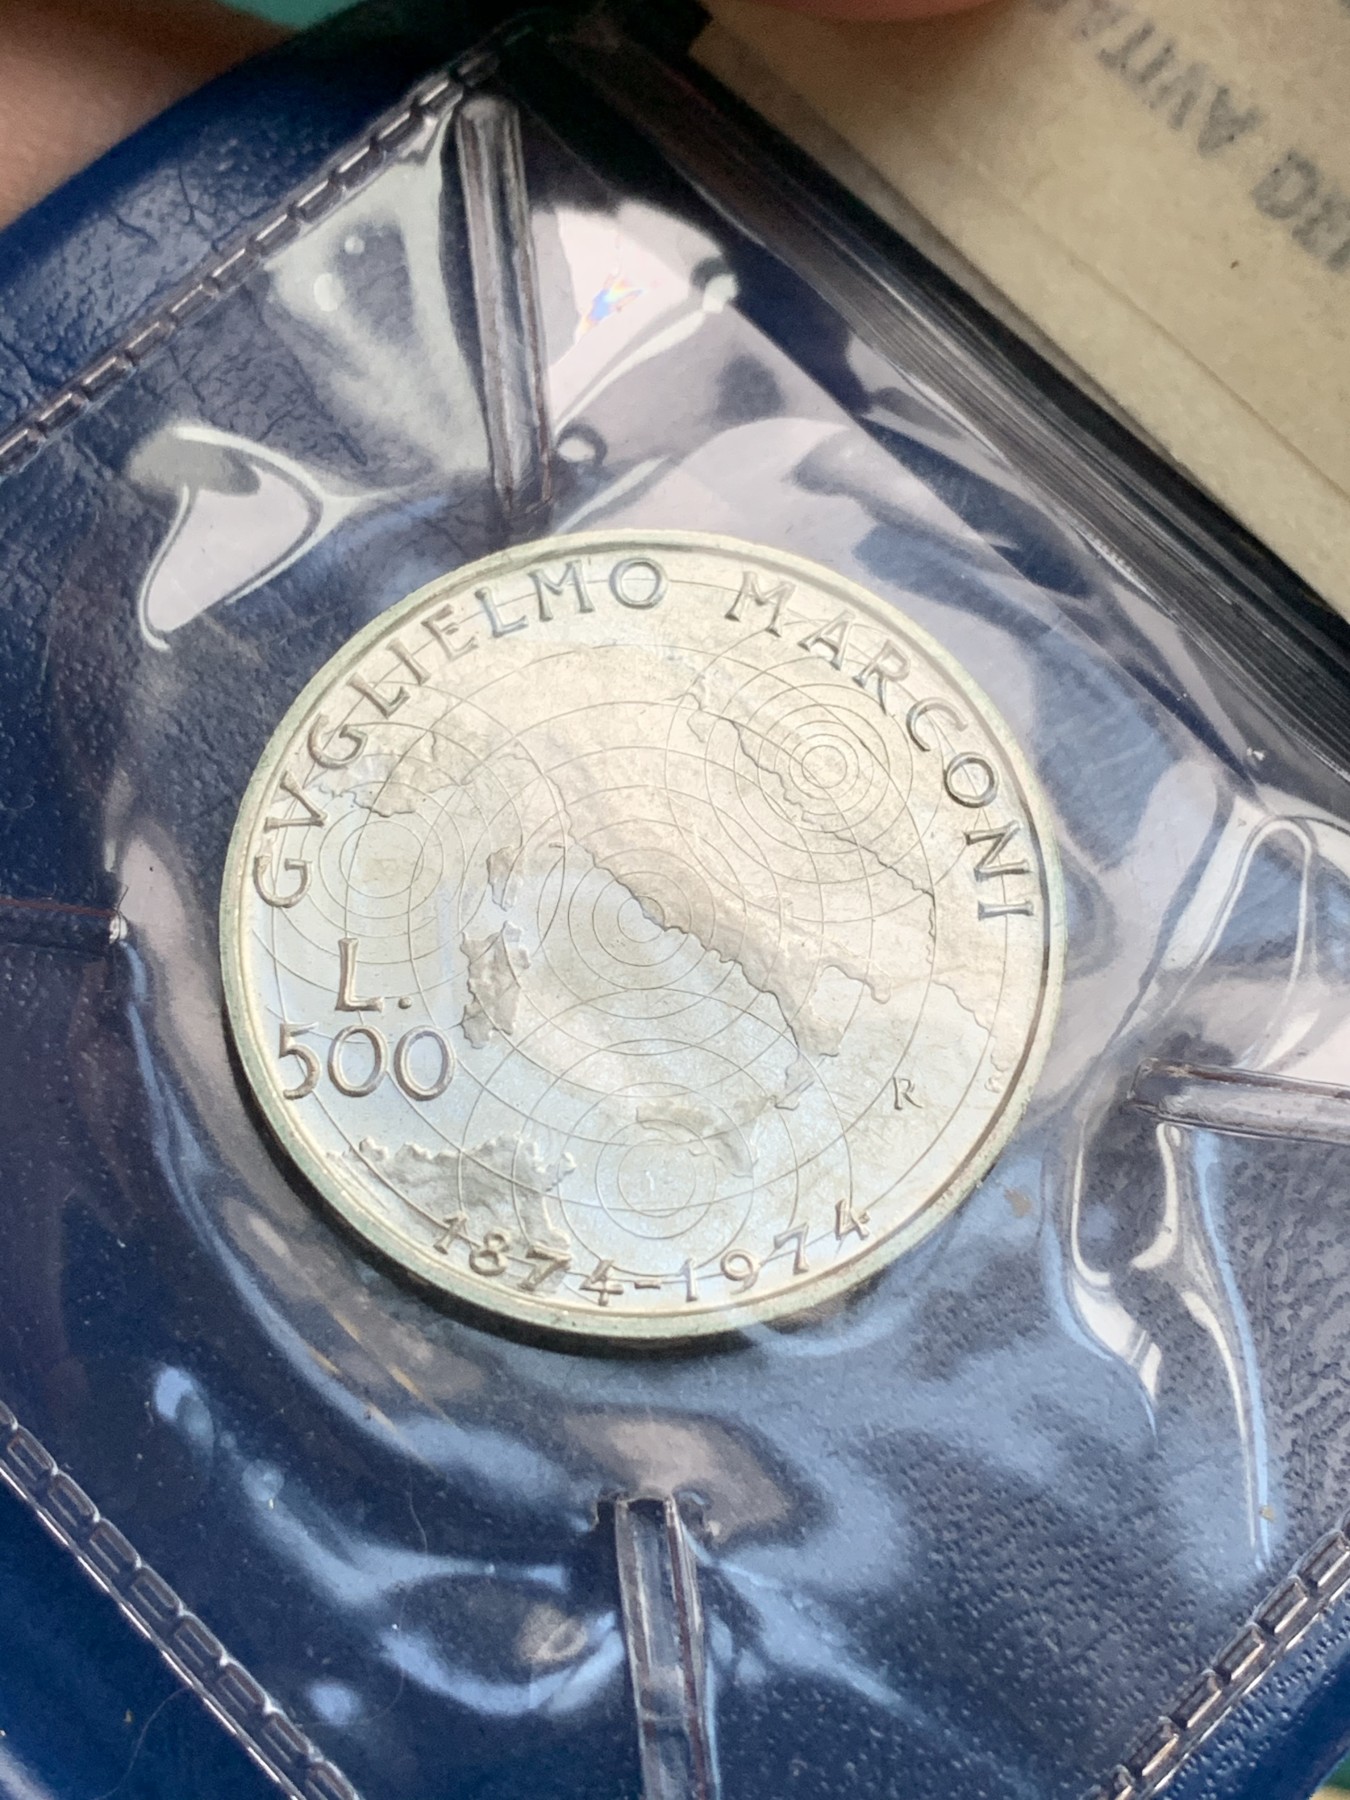 GVGLIELMO MARCONI
L.
500
R
1874-1974